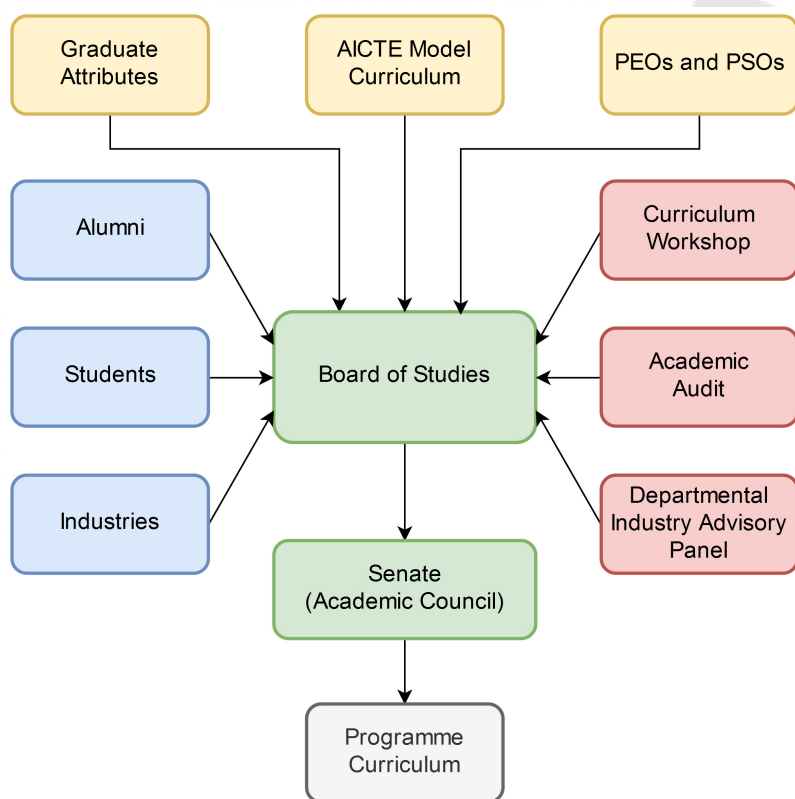 Graduate
Attributes
AICTE Model
Curriculum
PEOs and PSOs
Alumni
Curriculum
Workshop
Students
Board of Studies
Academic
Audit
Industries
Departmental
Industry Advisory
Panel
Senate
(Academic Council)
Programme
Curriculum